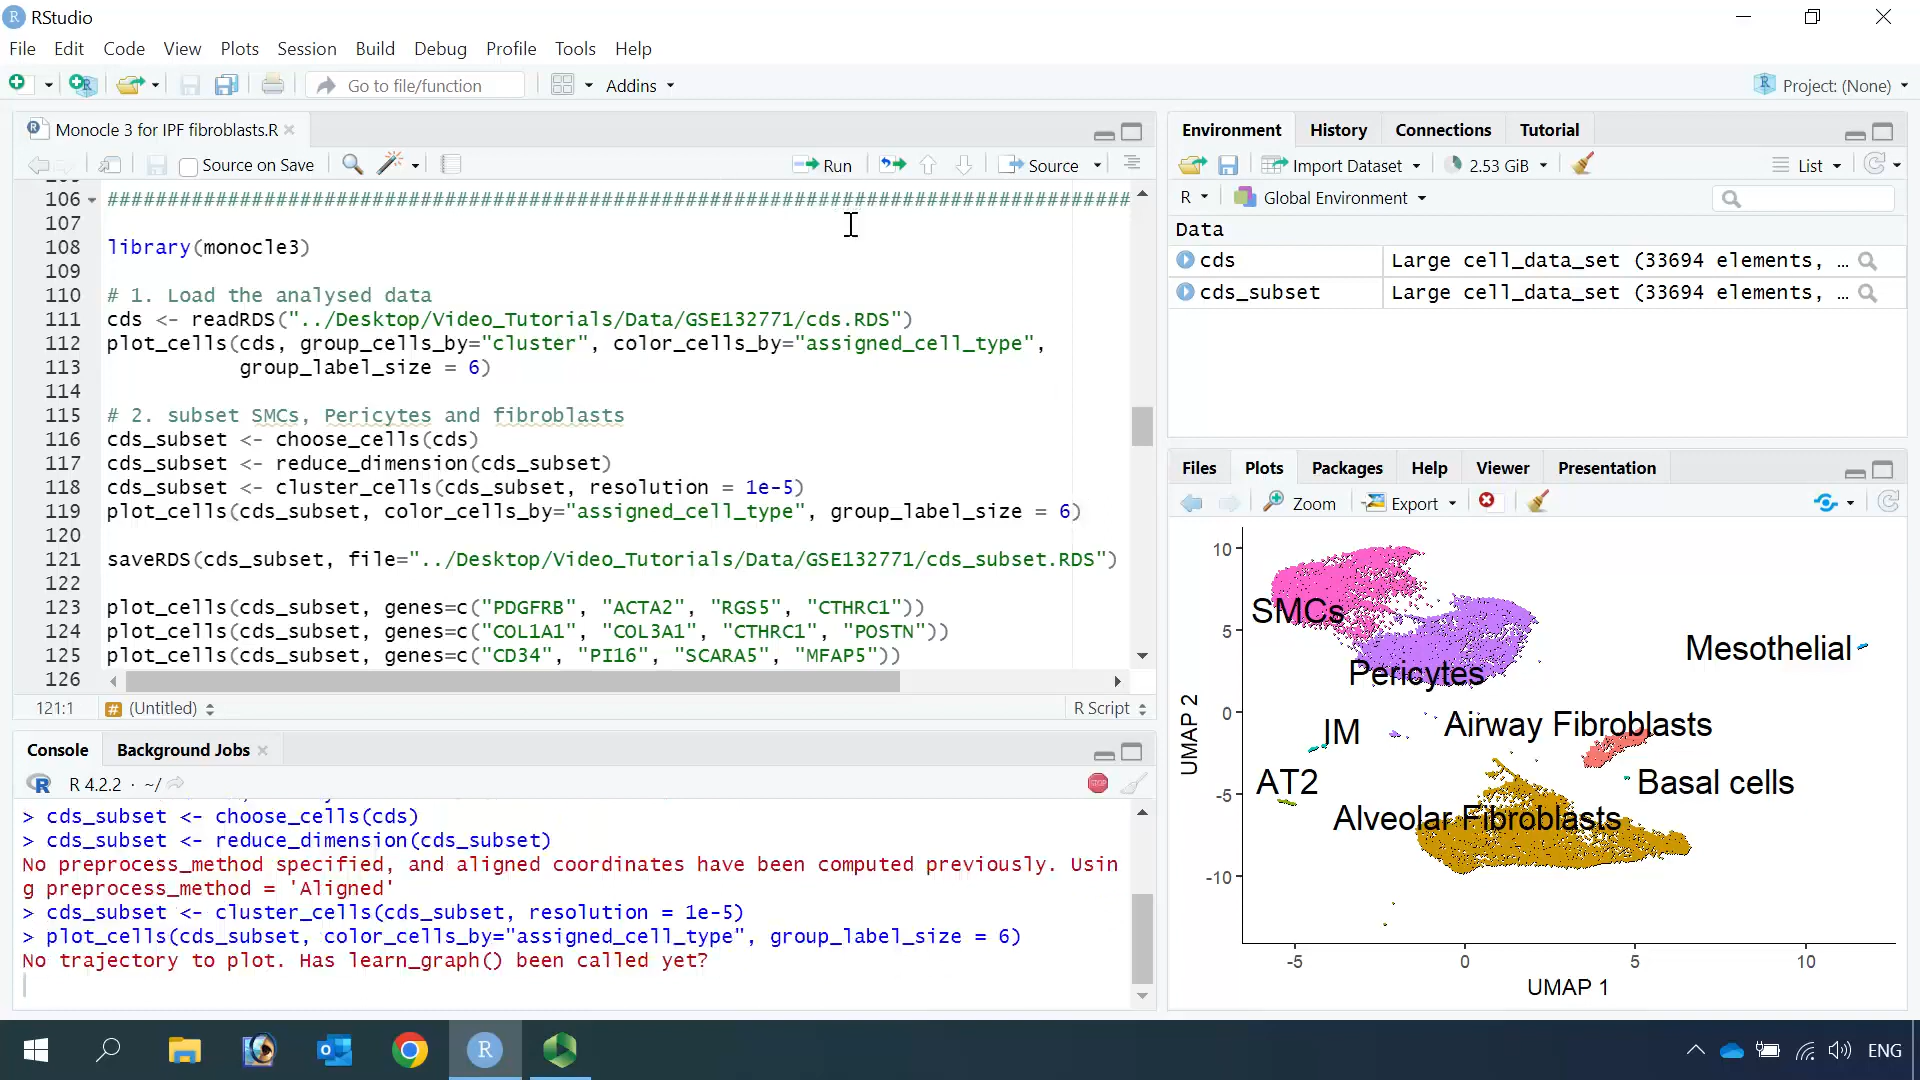 RStudio
File Edit Code View Plots Session Build Debug Profile Tools Help
Go to file/function Addins Project: (None)
Monocle 3 for IPF fibroblasts.R
Source on Save Run Source
106 #####################################################################################
107
108 library(monocle3)
109
110 # 1. Load the analysed data
111 cds <- readRDS("../Desktop/Video_Tutorials/Data/GSE132771/cds.RDS")
112 plot_cells(cds, group_cells_by="cluster", color_cells_by="assigned_cell_type",
113 group_label_size = 6)
114
115 # 2. subset SMCs, Pericytes and fibroblasts
116 cds_subset <- choose_cells(cds)
117 cds_subset <- reduce_dimension(cds_subset)
118 cds_subset <- cluster_cells(cds_subset, resolution = 1e-5)
119 plot_cells(cds_subset, color_cells_by="assigned_cell_type", group_label_size = 6)
120
121 saveRDS(cds_subset, file="../Desktop/Video_Tutorials/Data/GSE132771/cds_subset.RDS")
122
123 plot_cells(cds_subset, genes=c("PDGFRB", "ACTA2", "RGS5", "CTHRC1"))
124 plot_cells(cds_subset, genes=c("COL1A1", "COL3A1", "CTHRC1", "POSTN"))
125 plot_cells(cds_subset, genes=c("CD34", "PI16", "SCARA5", "MFAP5"))
126
121:1 (Untitled) R Script
Console Background Jobs
R 4.2.2 · ~/
> cds_subset <- choose_cells(cds)
> cds_subset <- reduce_dimension(cds_subset)
No preprocess_method specified, and aligned coordinates have been computed previously. Usin
g preprocess_method = 'Aligned'
> cds_subset <- cluster_cells(cds_subset, resolution = 1e-5)
> plot_cells(cds_subset, color_cells_by="assigned_cell_type", group_label_size = 6)
No trajectory to plot. Has learn_graph() been called yet?
Environment History Connections Tutorial
Import Dataset 2.53 GiB List
R Global Environment
Data
cds Large cell_data_set (33694 elements, …
cds_subset Large cell_data_set (33694 elements, …
Files Plots Packages Help Viewer Presentation
Zoom Export
10
5
0
-5
-10
UMAP 2
SMCs
Mesothelial
Pericytes
Airway Fibroblasts
IM
AT2
Basal cells
Alveolar Fibroblasts
-5 0 5 10
UMAP 1
ENG